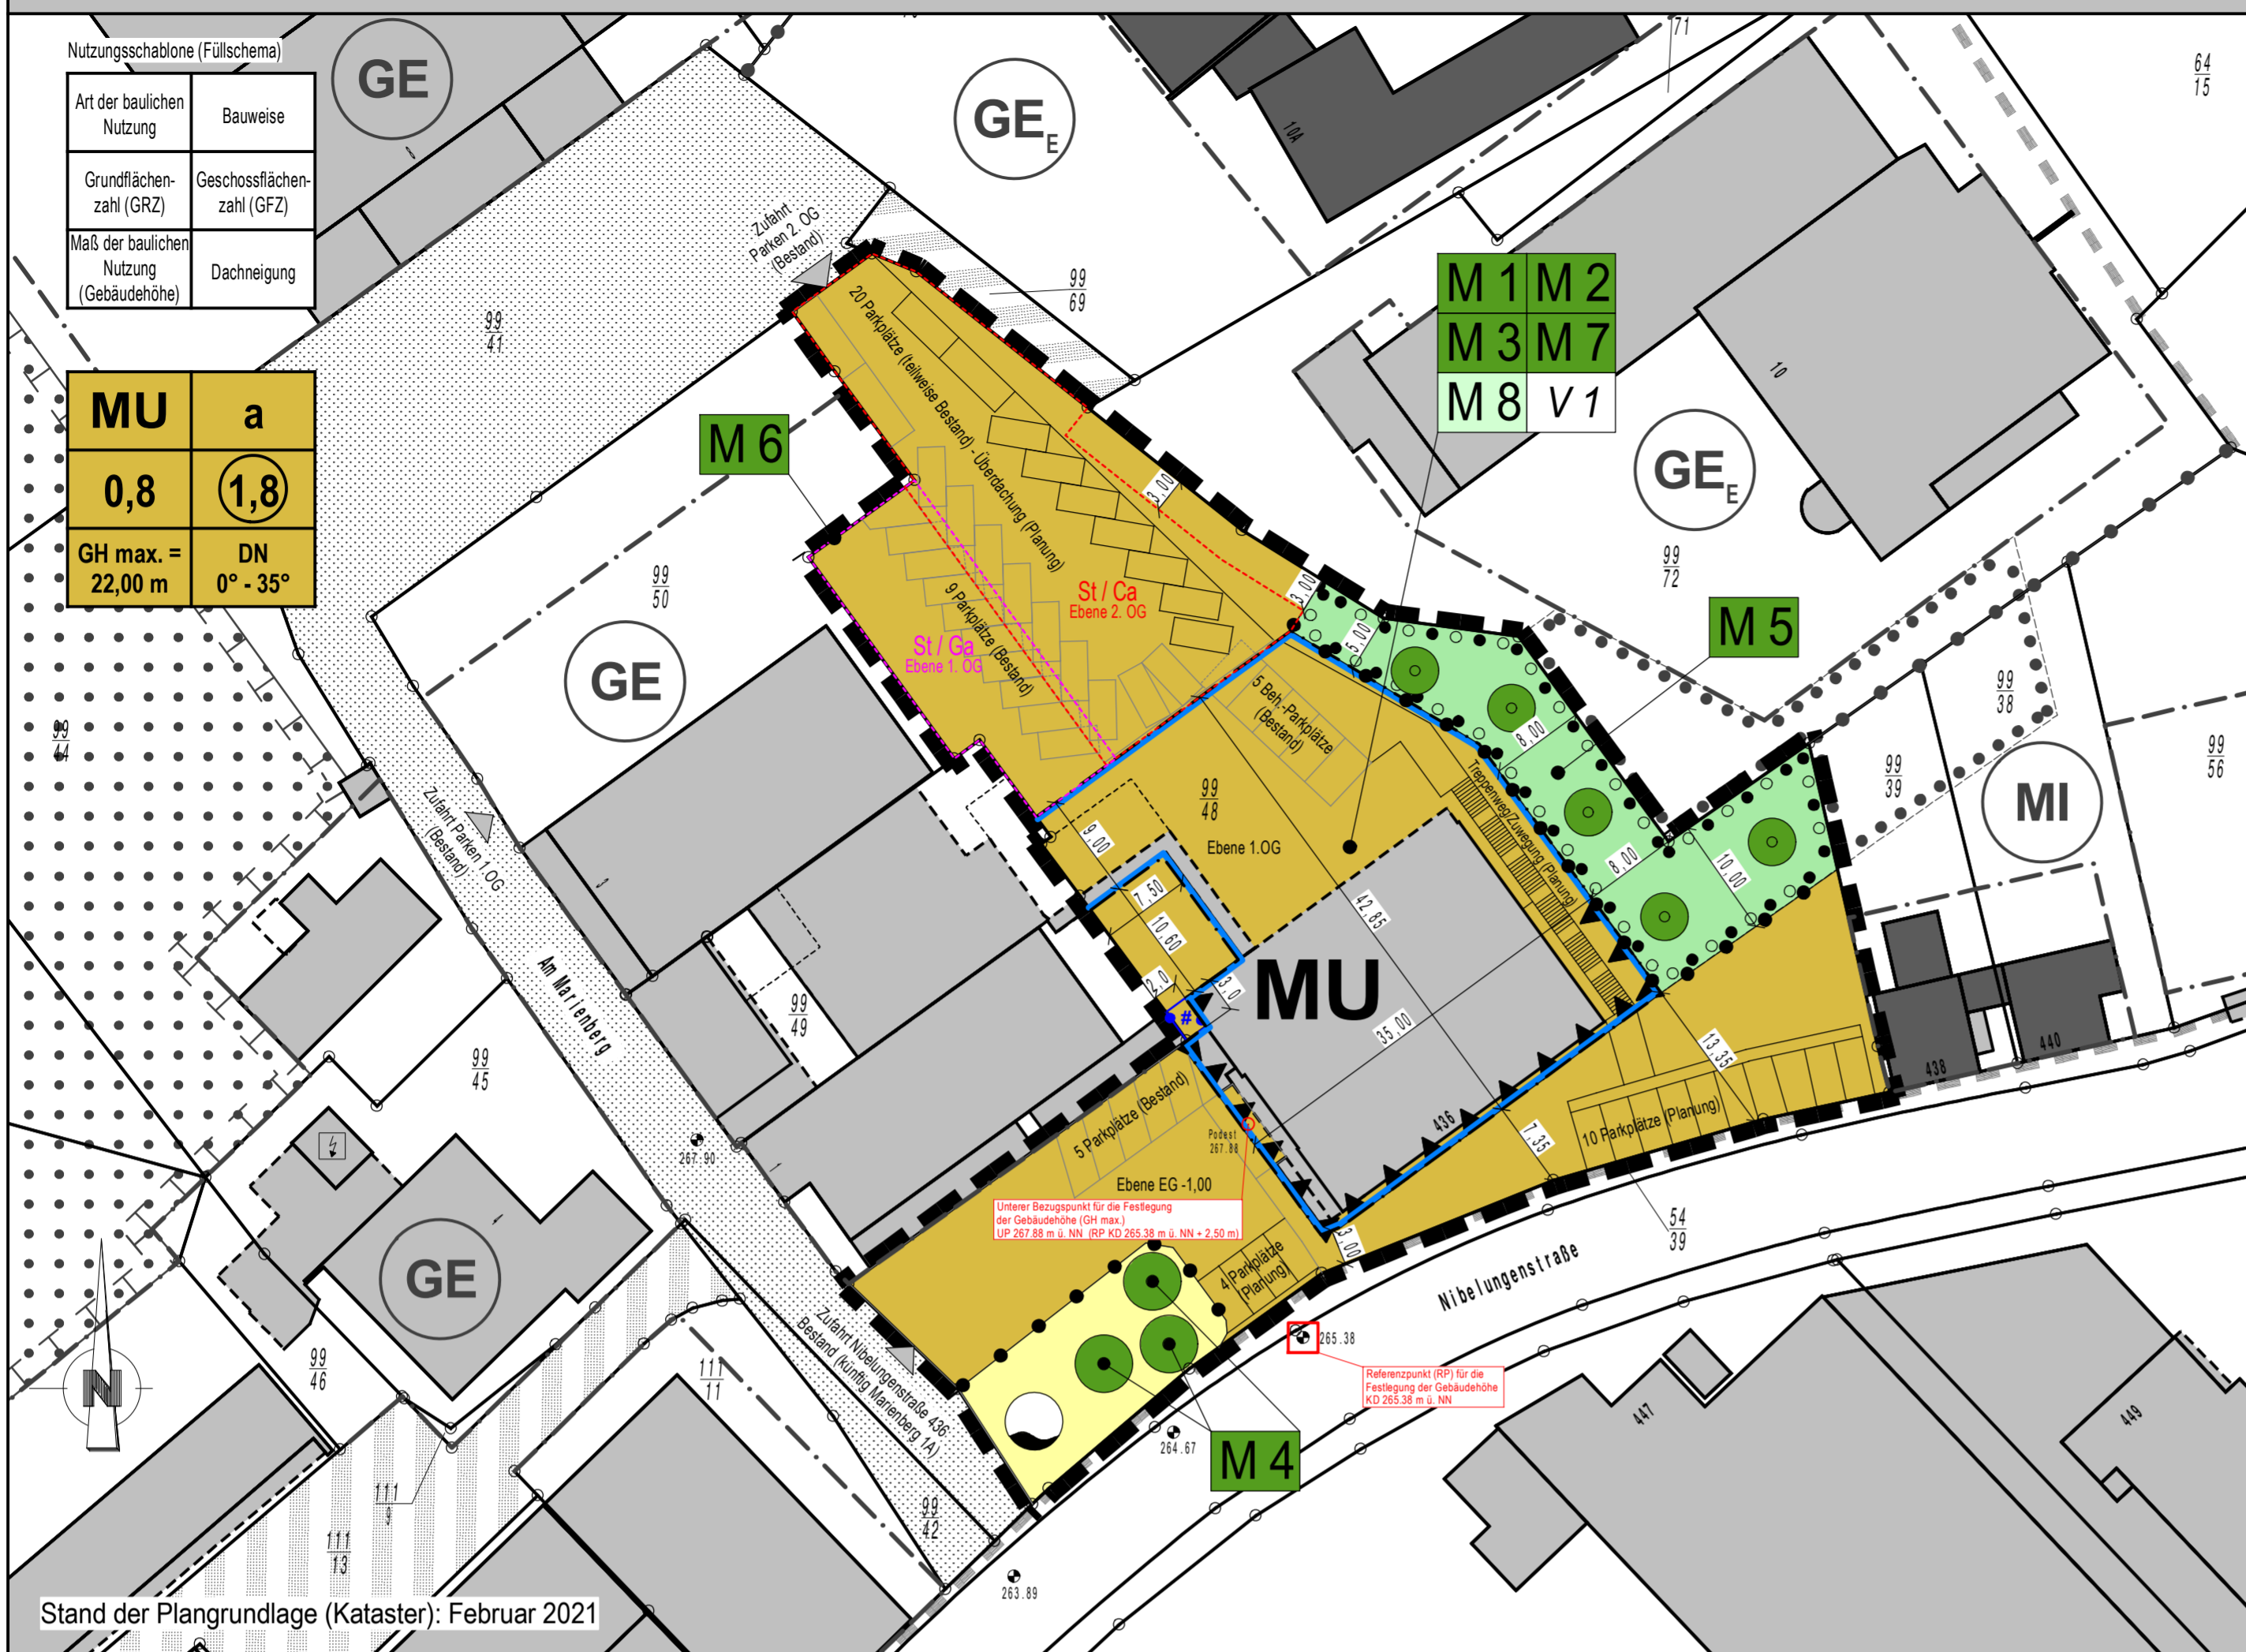 Nutzungsschablone (Füllschema)
Art der baulichen
Nutzung
Bauweise
Grundflächen-
zahl (GRZ)
Geschossflächen-
zahl (GFZ)
Maß der baulichen
Nutzung
(Gebäudehöhe)
Dachneigung
MU
a
0,8
1,8
GH max. =
22,00 m
DN
0° - 35°
GE
GE E
71
64
15
10A
Zufahrt
Parken 2. OG
(Bestand)
99
69
99
41
M 1
M 2
M 3
M 7
M 8
V 1
10
GE E
99
72
M 6
20 Parkplätze (teilweise Bestand) - Überdachung (Planung)
3,00
St / Ca
Ebene 2. OG
9 Parkplätze (Bestand)
St / Ga
Ebene 1. OG
99
50
GE
3,00
5,00
M 5
99
44
5 Beh.-Parkplätze
(Bestand)
8,00
99
38
99
39
99
56
MI
99
48
Ebene 1.OG
Treppenweg/Zuwegung (Planung)
8,00
10,00
Zufahrt Parken 1.OG
(Bestand)
9,00
7,50
10,60
42,85
2,0
3,0
#
MU
35,00
Am Marienberg
99
49
99
45
13,35
438
440
436
7,35
10 Parkplätze (Planung)
5 Parkplätze (Bestand)
Podest
267.88
267.90
Ebene EG -1,00
Unterer Bezugspunkt für die Festlegung
der Gebäudehöhe (GH max.)
UP 267.88 m ü. NN (RP KD 265.38 m ü. NN + 2,50 m)
3,00
4 Parkplätze
Planung)
54
39
Nibelungenstraße
GE
265.38
Referenzpunkt (RP) für die
Festlegung der Gebäudehöhe
KD 265.38 m ü. NN
Zufahrt Nibelungenstraße 436
Bestand (künftig Marienberg 1A)
99
46
111
11
N
447
449
264.67
M 4
111
9
99
42
111
13
263.89
Stand der Plangrundlage (Kataster): Februar 2021